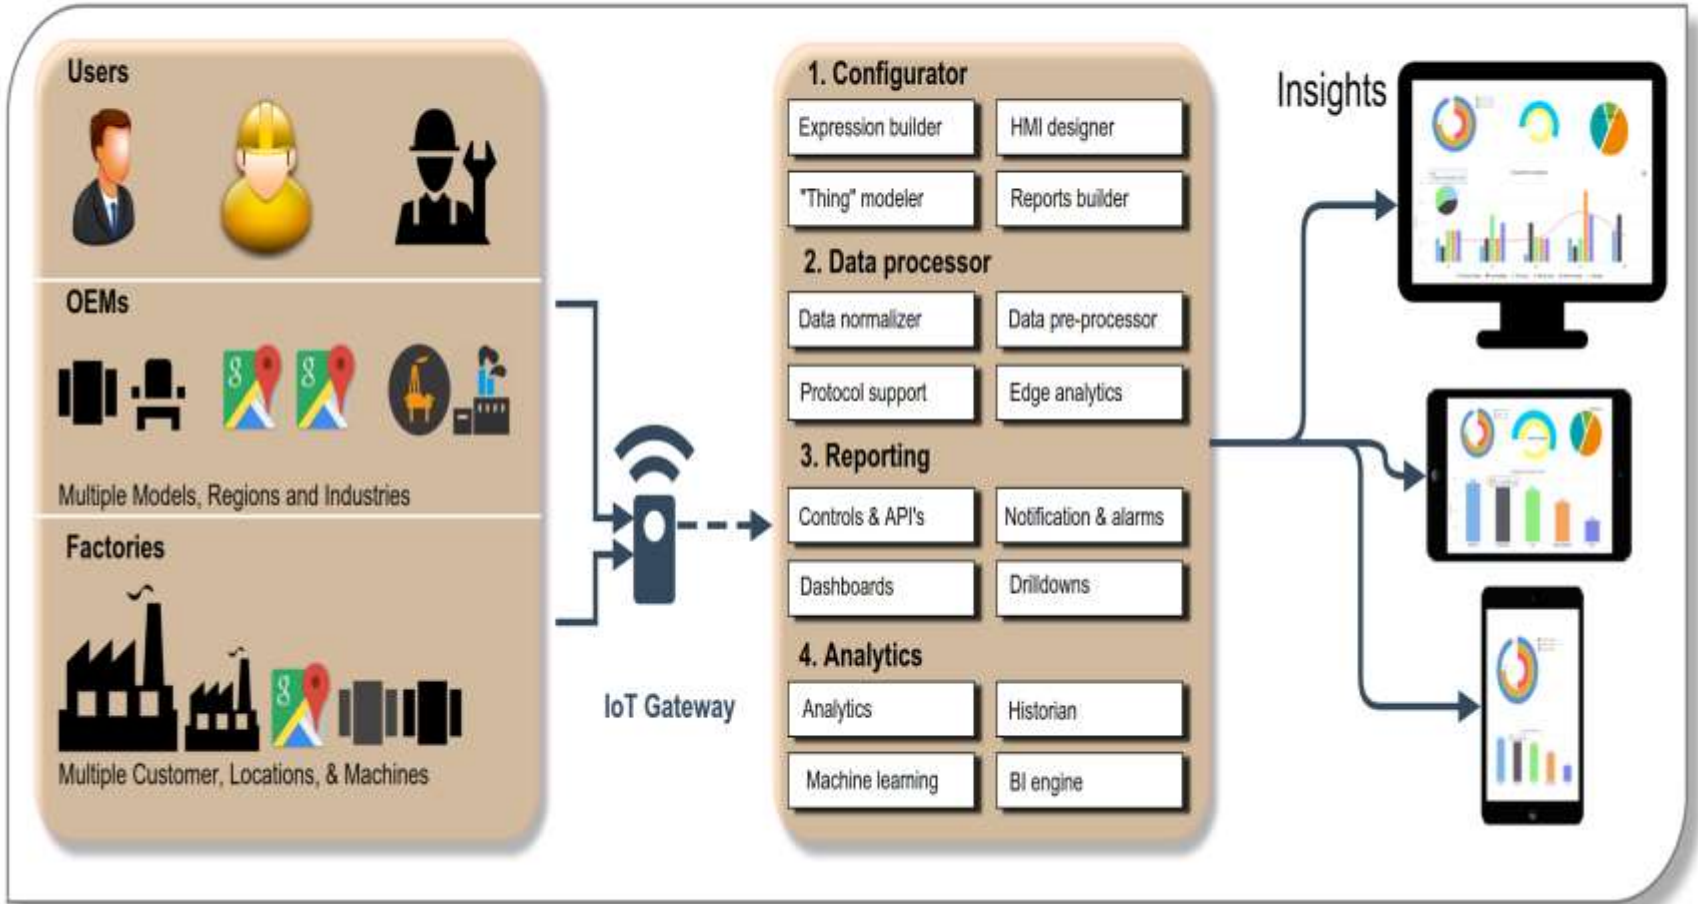 Users
OEMs
g
g
Multiple Models, Regions and Industries
Factories
g
Multiple Customer, Locations, & Machines
IoT Gateway
1. Configurator
Expression builder
HMI designer
"Thing" modeler
Reports builder
2. Data processor
Data normalizer
Data pre-processor
Protocol support
Edge analytics
3. Reporting
Controls & API's
Notification & alarms
Dashboards
Drilldowns
4. Analytics
Analytics
Historian
Machine learning
BI engine
Insights